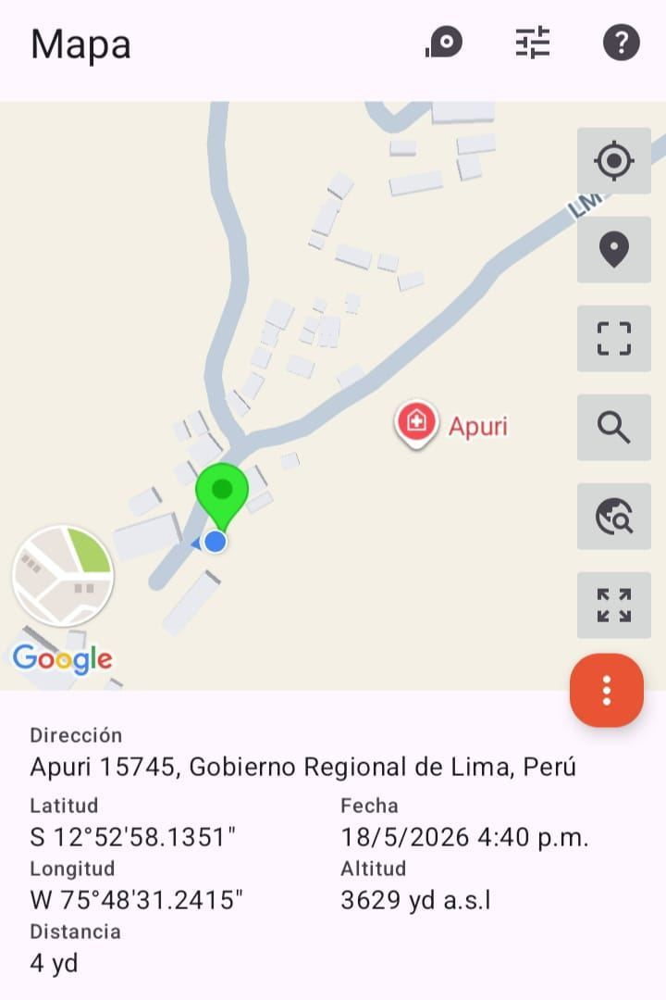 Mapa
LM
Apuri
Google
Dirección
Apuri 15745, Gobierno Regional de Lima, Perú
Latitud
S 12°52'58.1351"
Fecha
18/5/2026 4:40 p.m.
Longitud
W 75°48'31.2415"
Altitud
3629 yd a.s.l
Distancia
4 yd